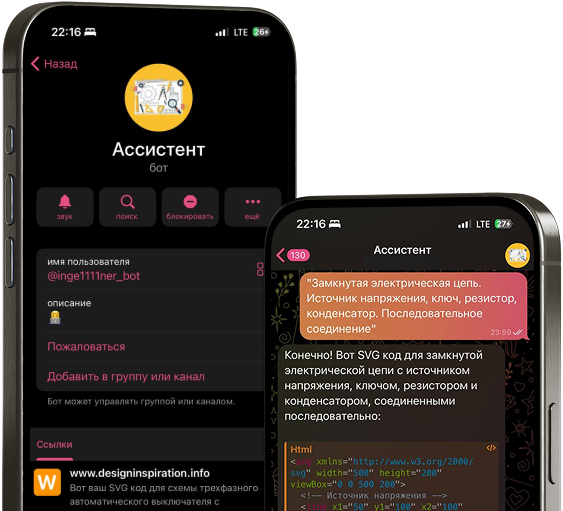 22:16
LTE 26
Назад
Ассистент
бот
звук
поиск
блокировать
ещё
имя пользователя
@inge1111ner_bot
описание
Пожаловаться
Добавить в группу или канал
Бот может управлять группой или каналом.
Ссылки
W
www.designinspiration.info
Вот ваш SVG код для схемы трехфазного
автоматического выключателя с
22:16
LTE 27
130
Ассистент
"Замкнутая электрическая цепь.
Источник напряжения, ключ, резистор,
конденсатор. Последовательное
соединение"
23:59
Конечно! Вот SVG код для замкнутой
электрической цепи с источником
напряжения, ключом, резистором и
конденсатором, соединенными
последовательно:
Html
</>
<svg xmlns="http://www.w3.org/2000/
svg" width="500" height="200"
viewBox="0 0 500 200">
<!-- Источник напряжения -->
<line x1="50" y1="100" x2="100"